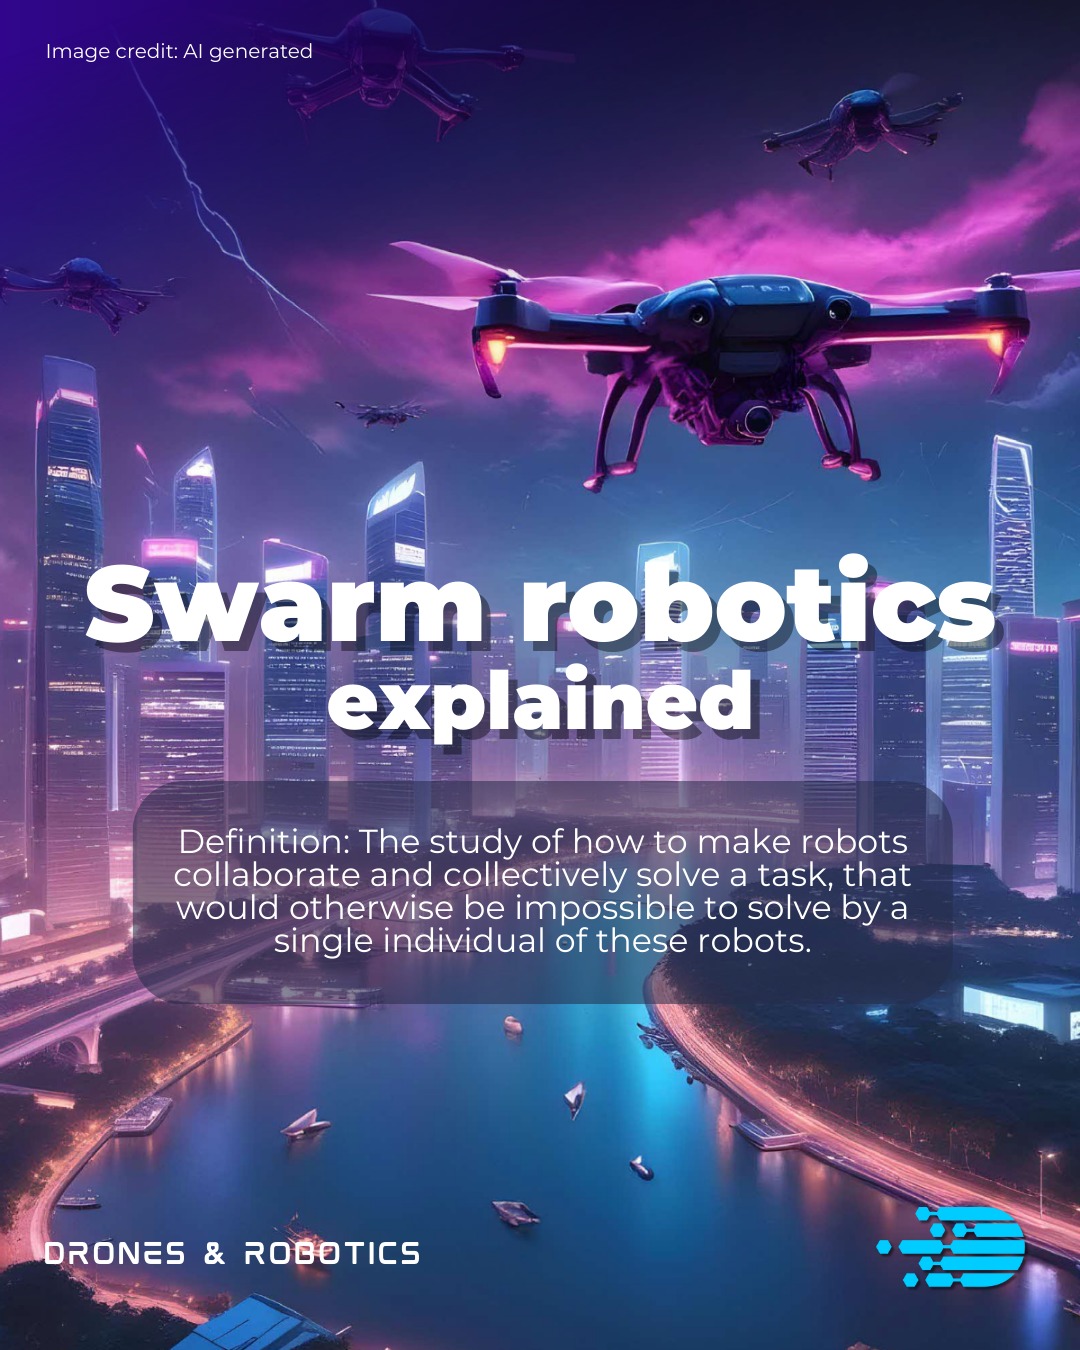 Image credit: AI generated
Swarm robotics
explained
Definition: The study of how to make robots
collaborate and collectively solve a task, that
would otherwise be impossible to solve by a
single individual of these robots.
DRONES & ROBOTICS